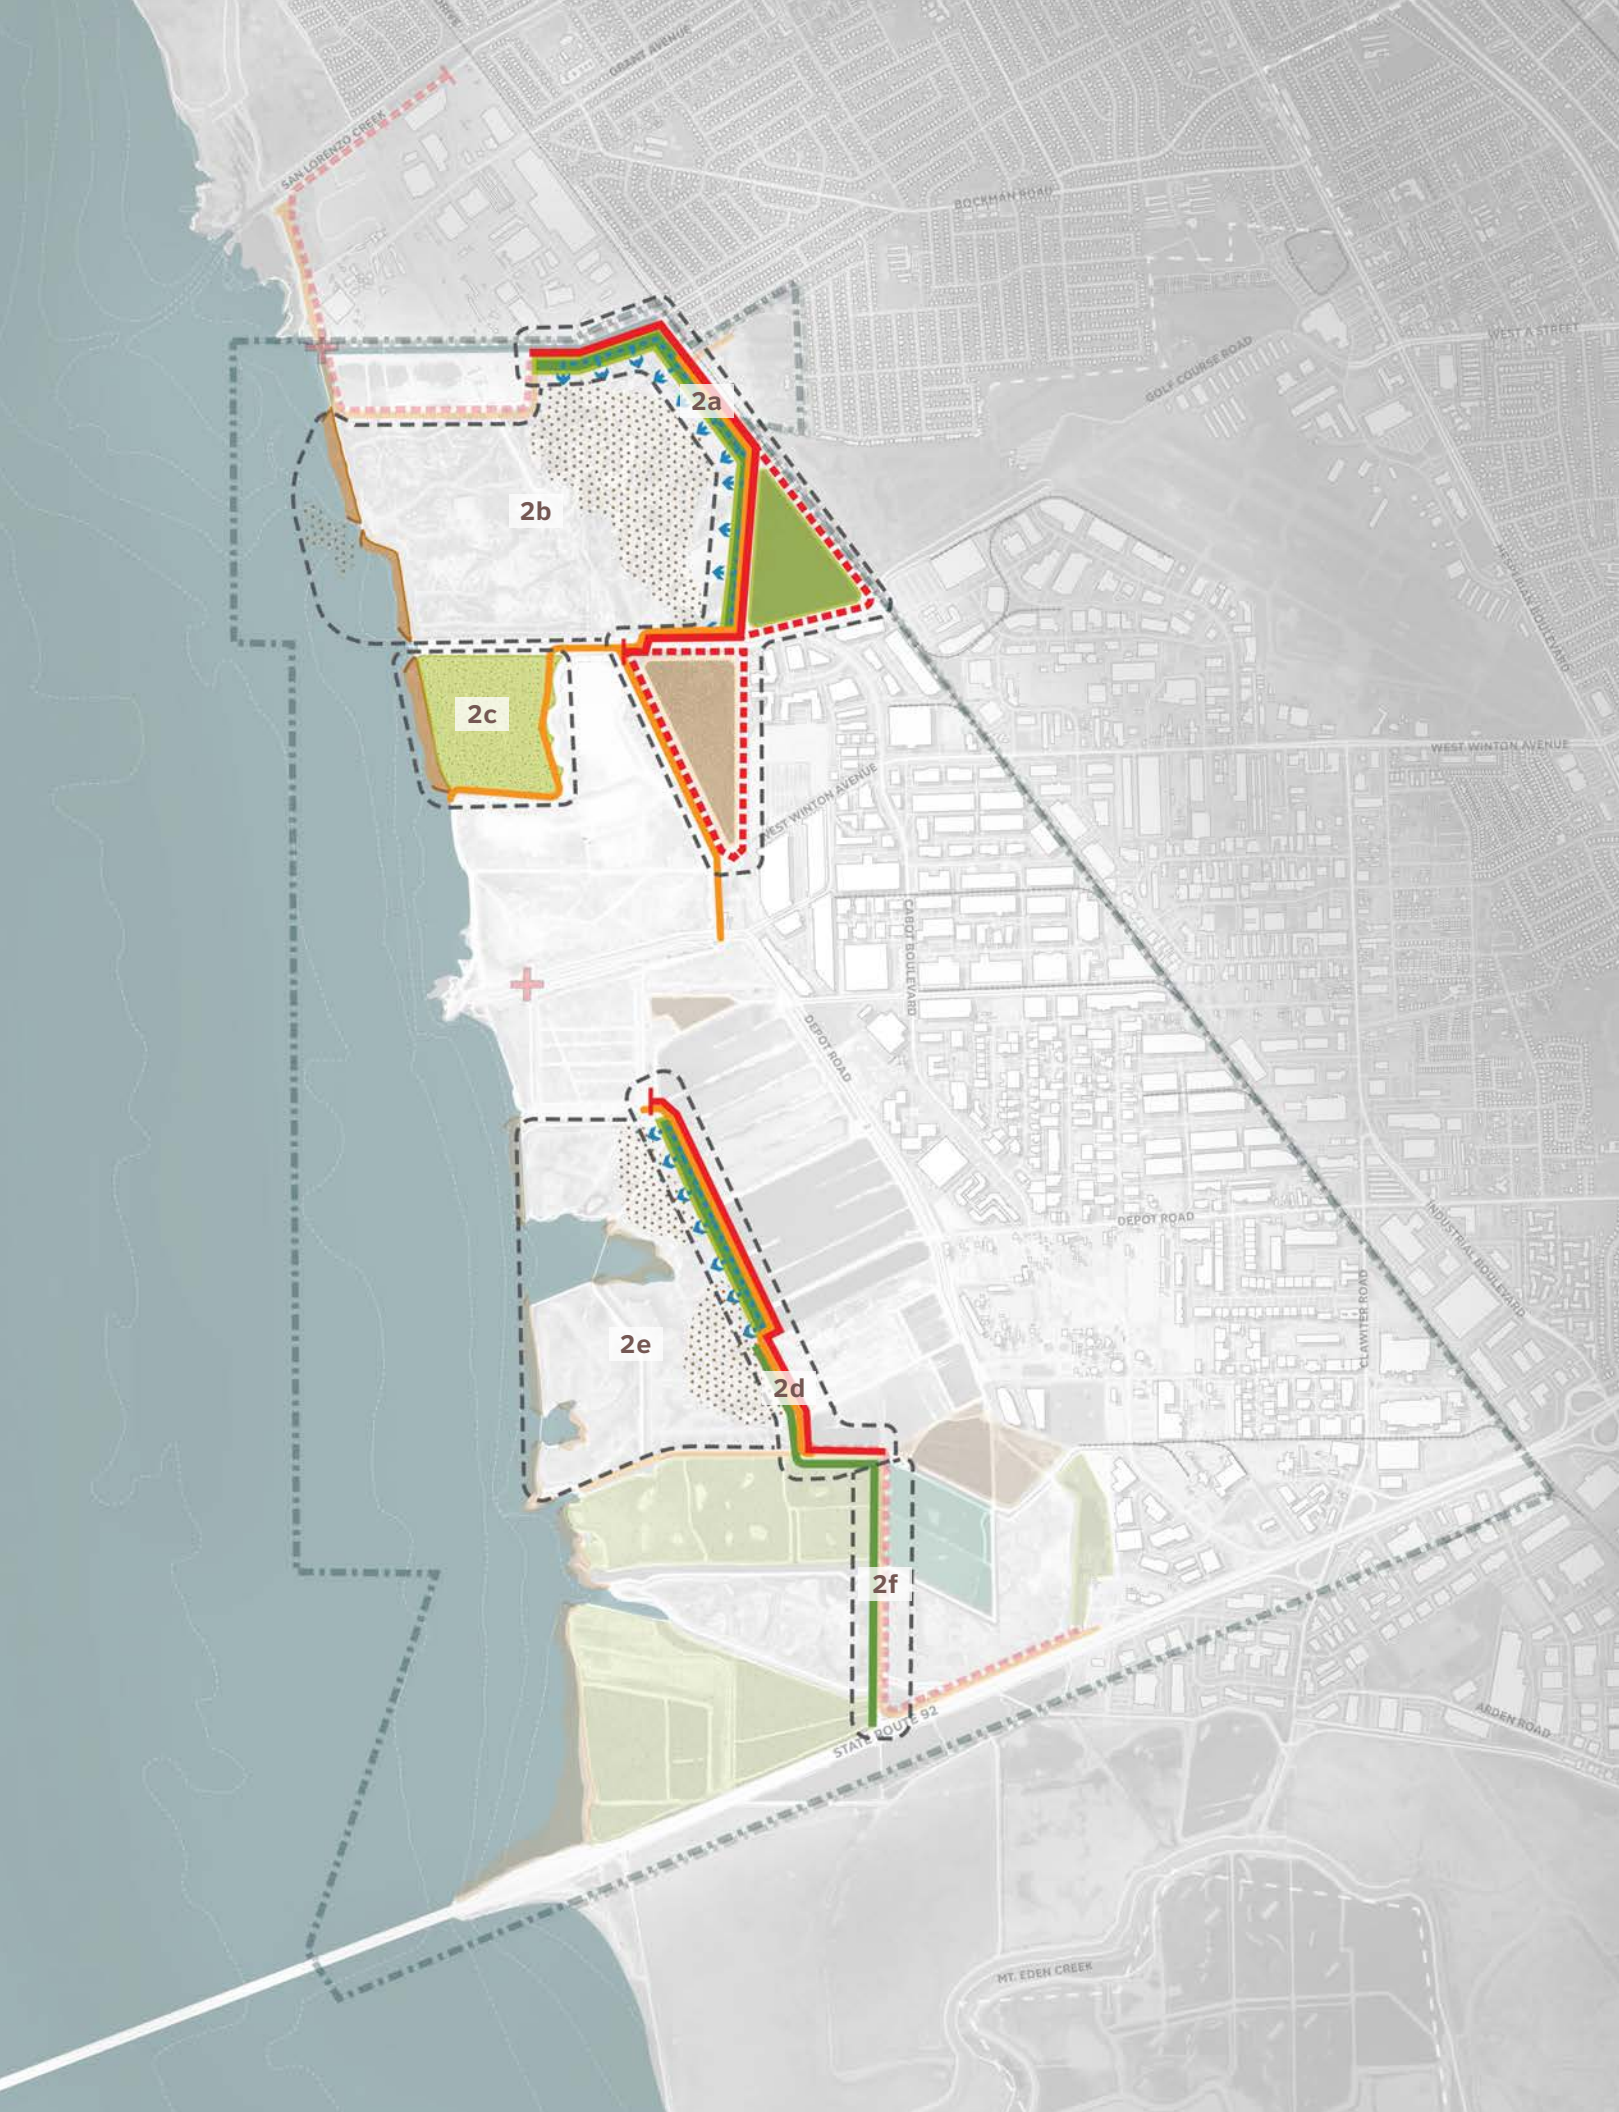 GRANT AVENUE
SAN LORENZO CREEK
BOCKMAN ROAD
WEST A STREET
GOLF COURSE ROAD
2a
2b
HESPERIAN BOULEVARD
2c
WEST WINTON AVENUE
WEST WINTON AVENUE
CABOT BOULEVARD
DEPOT ROAD
DEPOT ROAD
INDUSTRIAL BOULEVARD
CLAWITER ROAD
2e
2d
2f
STATE ROUTE 92
ARDEN ROAD
MT. EDEN CREEK